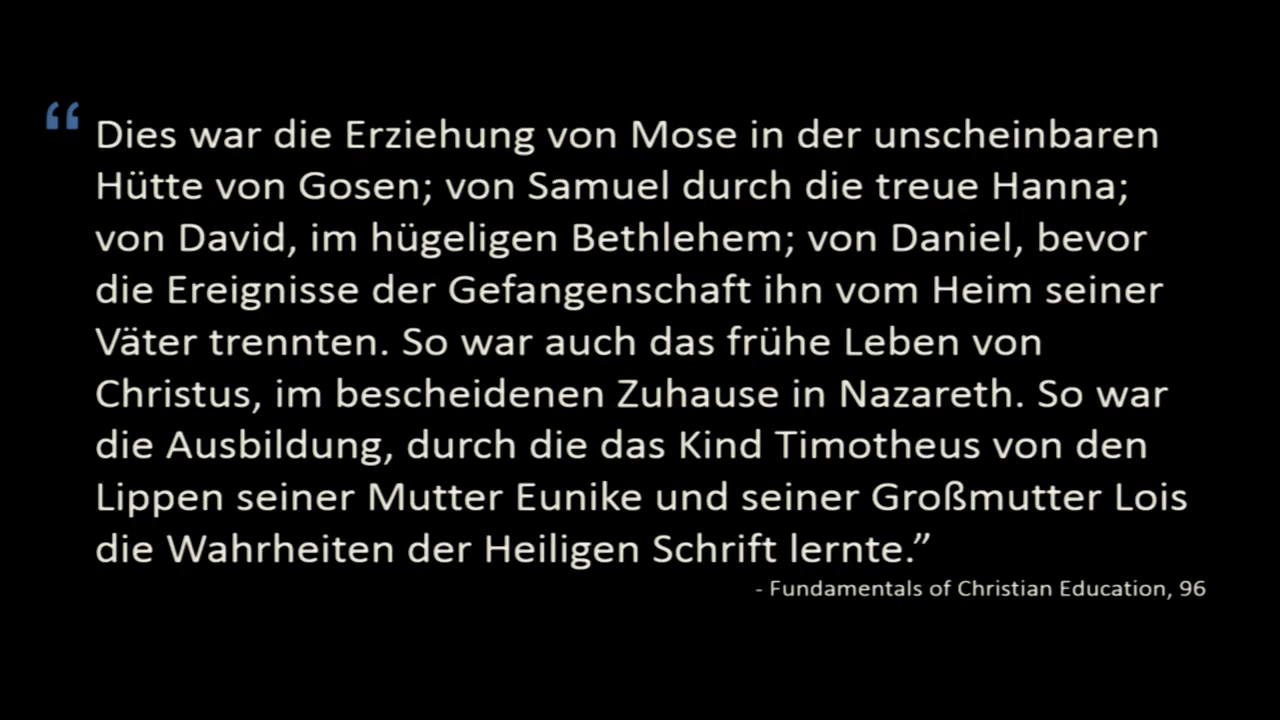 “ Dies war die Erziehung von Mose in der unscheinbaren
Hütte von Gosen; von Samuel durch die treue Hanna;
von David, im hügeligen Bethlehem; von Daniel, bevor
die Ereignisse der Gefangenschaft ihn vom Heim seiner
Väter trennten. So war auch das frühe Leben von
Christus, im bescheidenen Zuhause in Nazareth. So war
die Ausbildung, durch die das Kind Timotheus von den
Lippen seiner Mutter Eunike und seiner Großmutter Lois
die Wahrheiten der Heiligen Schrift lernte.”
- Fundamentals of Christian Education, 96